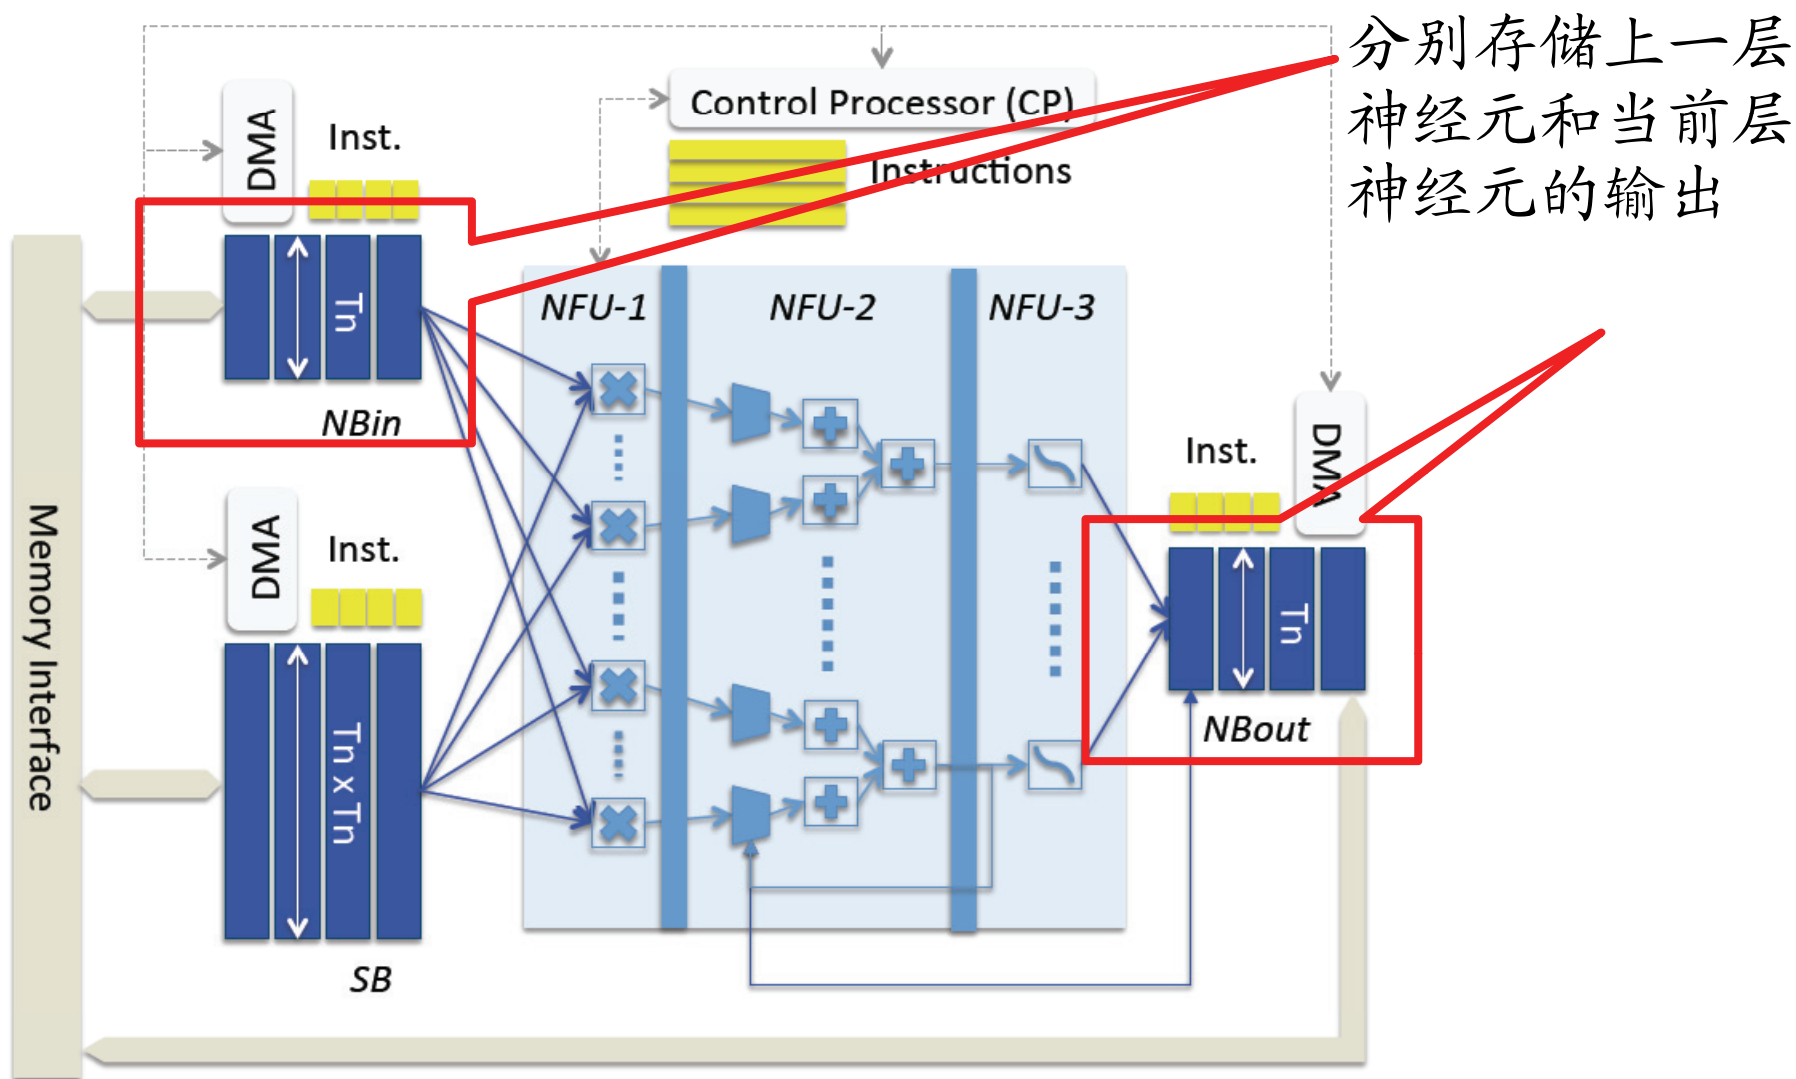 分别存储上一层
神经元和当前层
神经元的输出
Control Processor (CP)
Instructions
DMA
Inst.
Tn
NBin
NFU-1
NFU-2
NFU-3
DMA
Inst.
Tn x Tn
SB
Memory Interface
Inst.
DMA
Tn
NBout